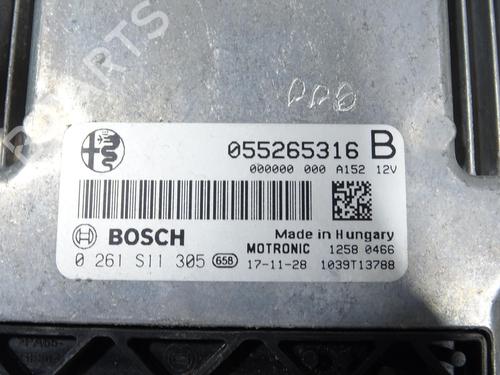 055265316 B
000000 000 A152 12V
BOSCH
Made in Hungary
MOTRONIC 1258 0466
0 261 S11 305 658 17-11-28 1039T13788